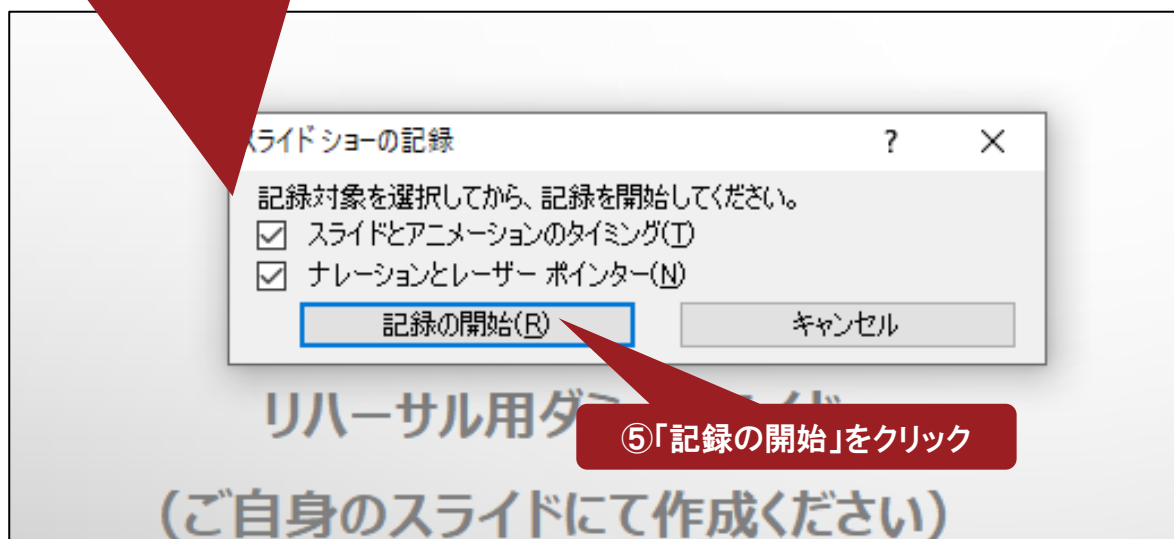 スライド ショーの記録 ? ×
記録対象を選択してから、記録を開始してください。
スライドとアニメーションのタイミング(T)
ナレーションとレーザー ポインター(N)
記録の開始(R) キャンセル
リハーサル用ダミースライド
⑤「記録の開始」をクリック
(ご自身のスライドにて作成ください)